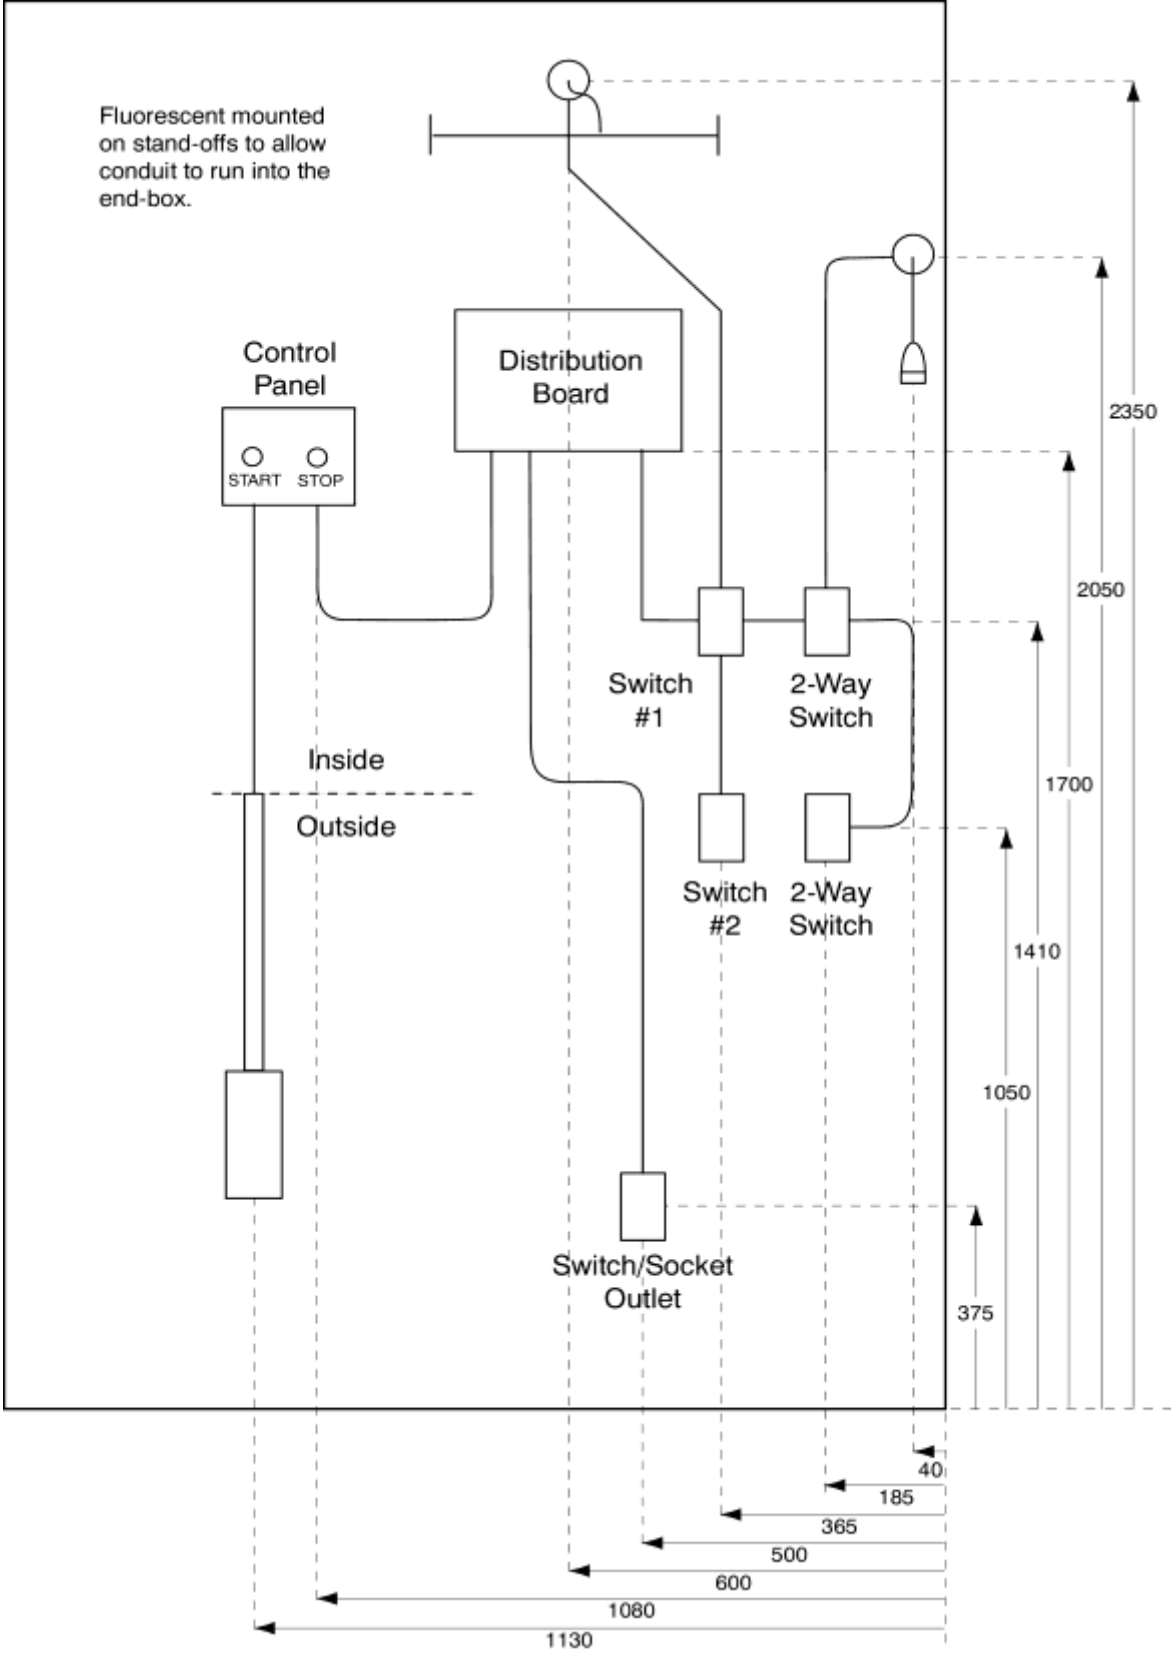 Fluorescent mounted
on stand-offs to allow
conduit to run into the
end-box.
Control
Panel
START STOP
Distribution
Board
2350
2050
Switch
#1
2-Way
Switch
Inside
Outside
1700
Switch
#2
2-Way
Switch
1410
1050
Switch/Socket
Outlet
375
40
185
365
500
600
1080
1130